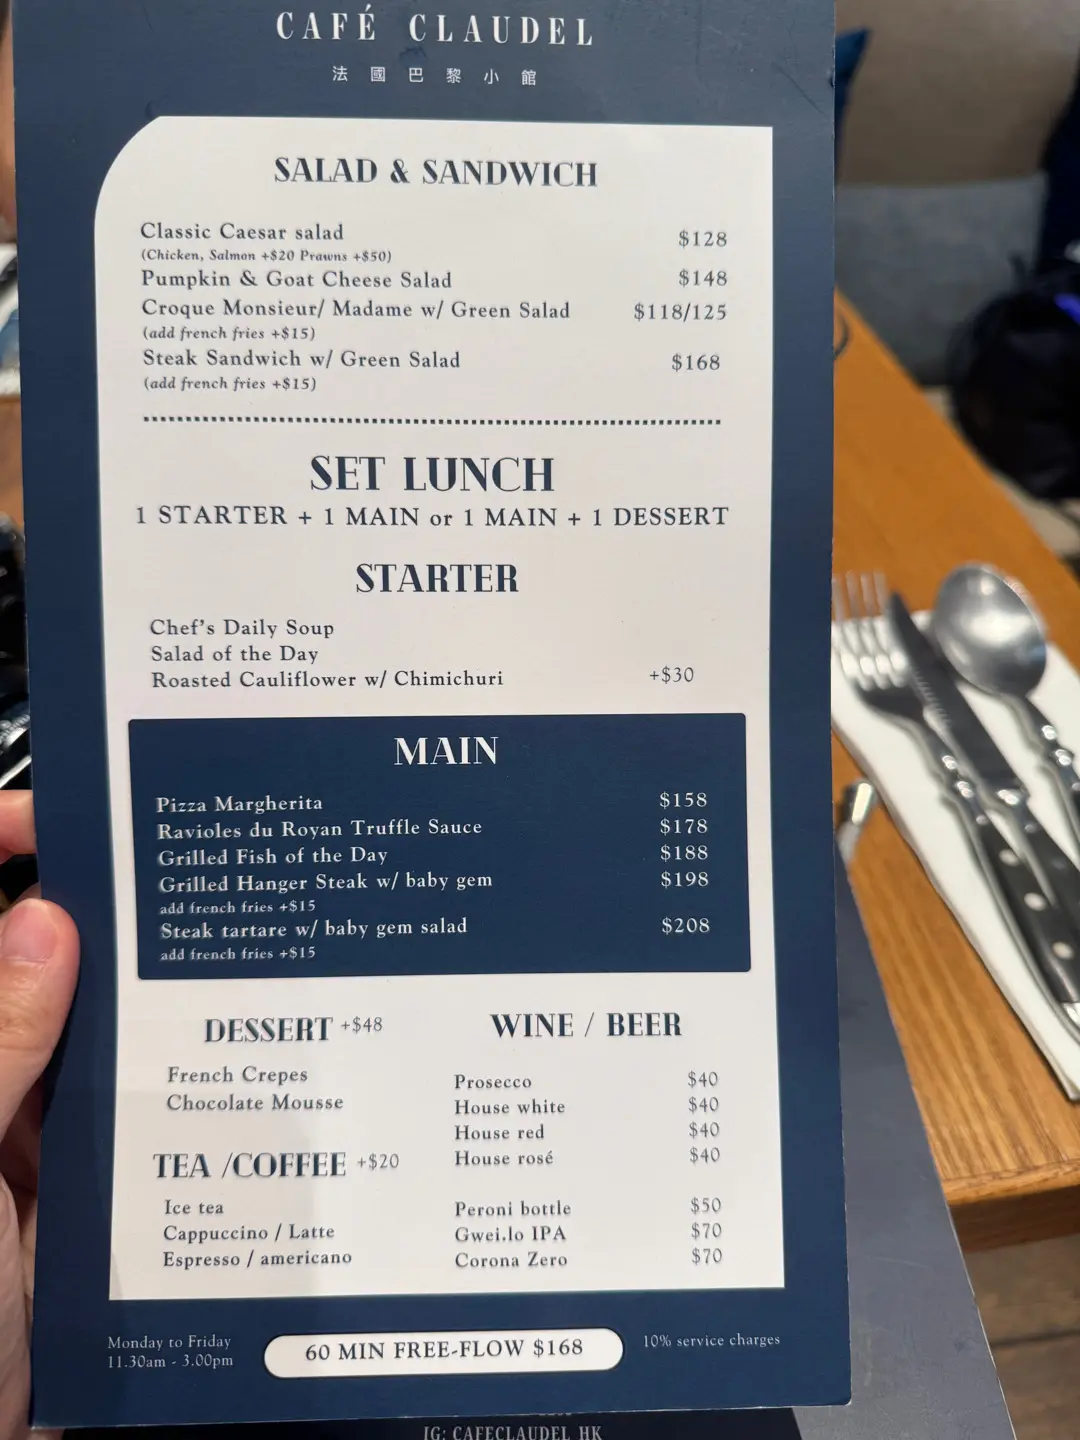 CAFÉ CLAUDEL
法國巴黎小館
SALAD & SANDWICH
Classic Caesar salad $128
(Chicken, Salmon +$20 Prawns +$50)
Pumpkin & Goat Cheese Salad $148
Croque Monsieur/ Madame w/ Green Salad $118/125
(add french fries +$15)
Steak Sandwich w/ Green Salad $168
(add french fries +$15)
SET LUNCH
1 STARTER + 1 MAIN or 1 MAIN + 1 DESSERT
STARTER
Chef's Daily Soup
Salad of the Day
Roasted Cauliflower w/ Chimichuri +$30
MAIN
Pizza Margherita $158
Ravioles du Royan Truffle Sauce $178
Grilled Fish of the Day $188
Grilled Hanger Steak w/ baby gem $198
add french fries +$15
Steak tartare w/ baby gem salad $208
add french fries +$15
DESSERT +$48
French Crepes
Chocolate Mousse
TEA /COFFEE +$20
Ice tea
Cappuccino / Latte
Espresso / americano
WINE / BEER
Prosecco $40
House white $40
House red $40
House rosé $40
Peroni bottle $50
Gwei.lo IPA $70
Corona Zero $70
Monday to Friday
11.30am - 3.00pm
60 MIN FREE-FLOW $168
10% service charges
IG: CAFECLAUDEL_HK